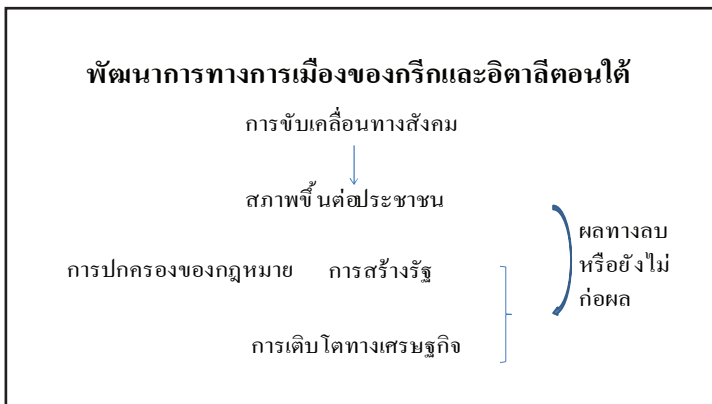 พัฒนาการทางการเมืองของกรีกและอิตาลีตอนใต้
การขับเคลื่อนทางสังคม
สภาพขึ้นต่อประชาชน
การปกครองของกฎหมาย การสร้างรัฐ
การเติบโตทางเศรษฐกิจ
ผลทางลบ
หรือยังไม่
ก่อผล